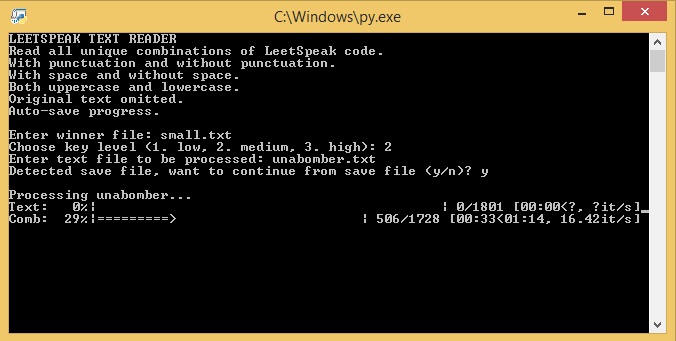 C:\Windows\py.exe
LEETSPEAK TEXT READER
Read all unique combinations of LeetSpeak code.
With punctuation and without punctuation.
With space and without space.
Both uppercase and lowercase.
Original text omitted.
Auto-save progress.
Enter winner file: small.txt
Choose key level (1. low, 2. medium, 3. high): 2
Enter text file to be processed: unabomber.txt
Detected save file, want to continue from save file (y/n)? y
Processing unabomber...
Text:   0%|                                           | 0/1801 [00:00<?, ?it/s]
Comb:  29%|=========>                       | 506/1728 [00:33<01:14, 16.42it/s]